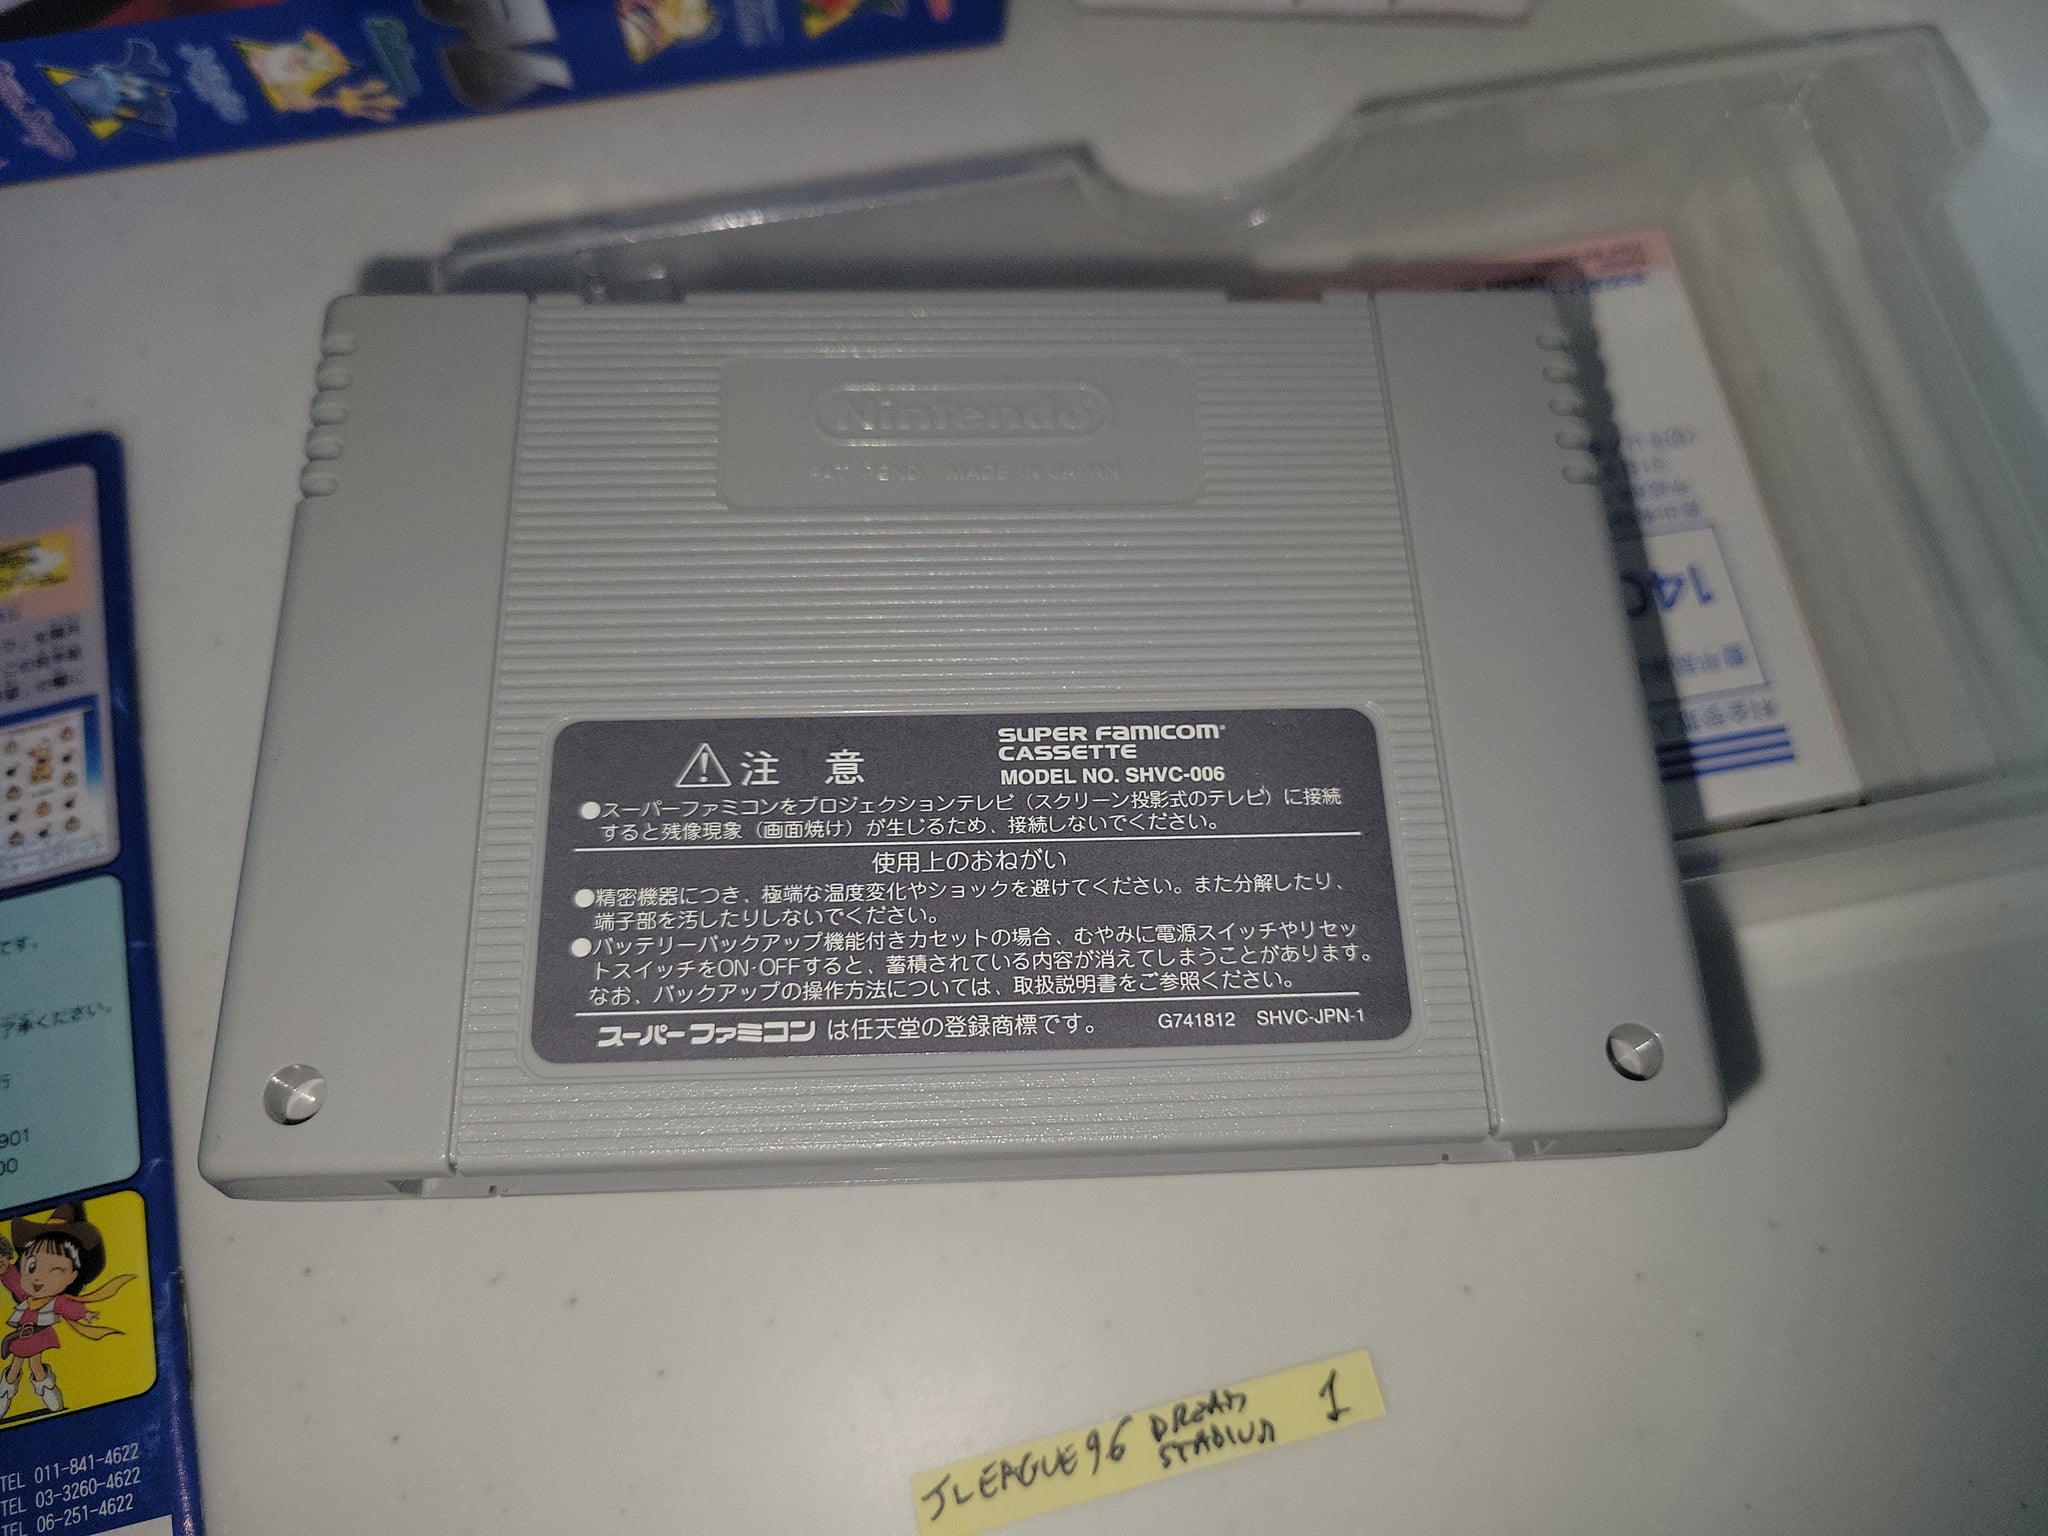 Nintendo
PAT. PEND. MADE IN JAPAN
注 意
SUPER FAMICOM
CASSETTE
MODEL NO. SHVC-006
●スーパーファミコンをプロジェクションテレビ（スクリーン投影式のテレビ）に接続
すると残像現象（画面焼け）が生じるため、接続しないでください。
使用上のおねがい
●精密機器につき、極端な温度変化やショックを避けてください。また分解したり、
端子部を汚したりしないでください。
●バッテリーバックアップ機能付きカセットの場合、むやみに電源スイッチやリセッ
トスイッチをON・OFFすると、蓄積されている内容が消えてしまうことがあります。
なお、バックアップの操作方法については、取扱説明書をご参照ください。
スーパーファミコン は任天堂の登録商標です。 G741812 SHVC-JPN-1
140
です。
予承ください。
行
901
00
TEL 011-841-4622
TEL 03-3260-4622
TEL 06-251-4622
JLEAGUE96 DREAM
STADIUM 1